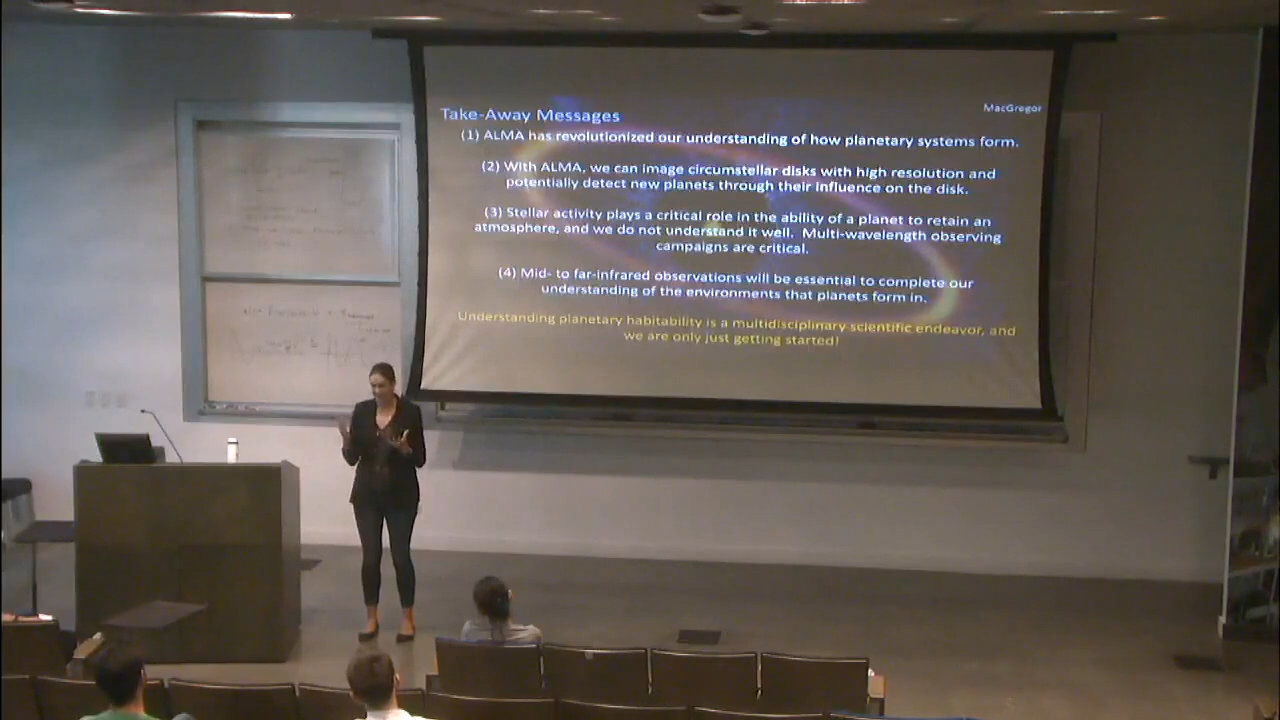 MacGregor
Take-Away Messages
(1) ALMA has revolutionized our understanding of how planetary systems form.
(2) With ALMA, we can image circumstellar disks with high resolution and
potentially detect new planets through their influence on the disk.
(3) Stellar activity plays a critical role in the ability of a planet to retain an
atmosphere, and we do not understand it well. Multi-wavelength observing
campaigns are critical.
(4) Mid- to far-infrared observations will be essential to complete our
understanding of the environments that planets form in.
Understanding planetary habitability is a multidisciplinary scientific endeavor, and
we are only just getting started!